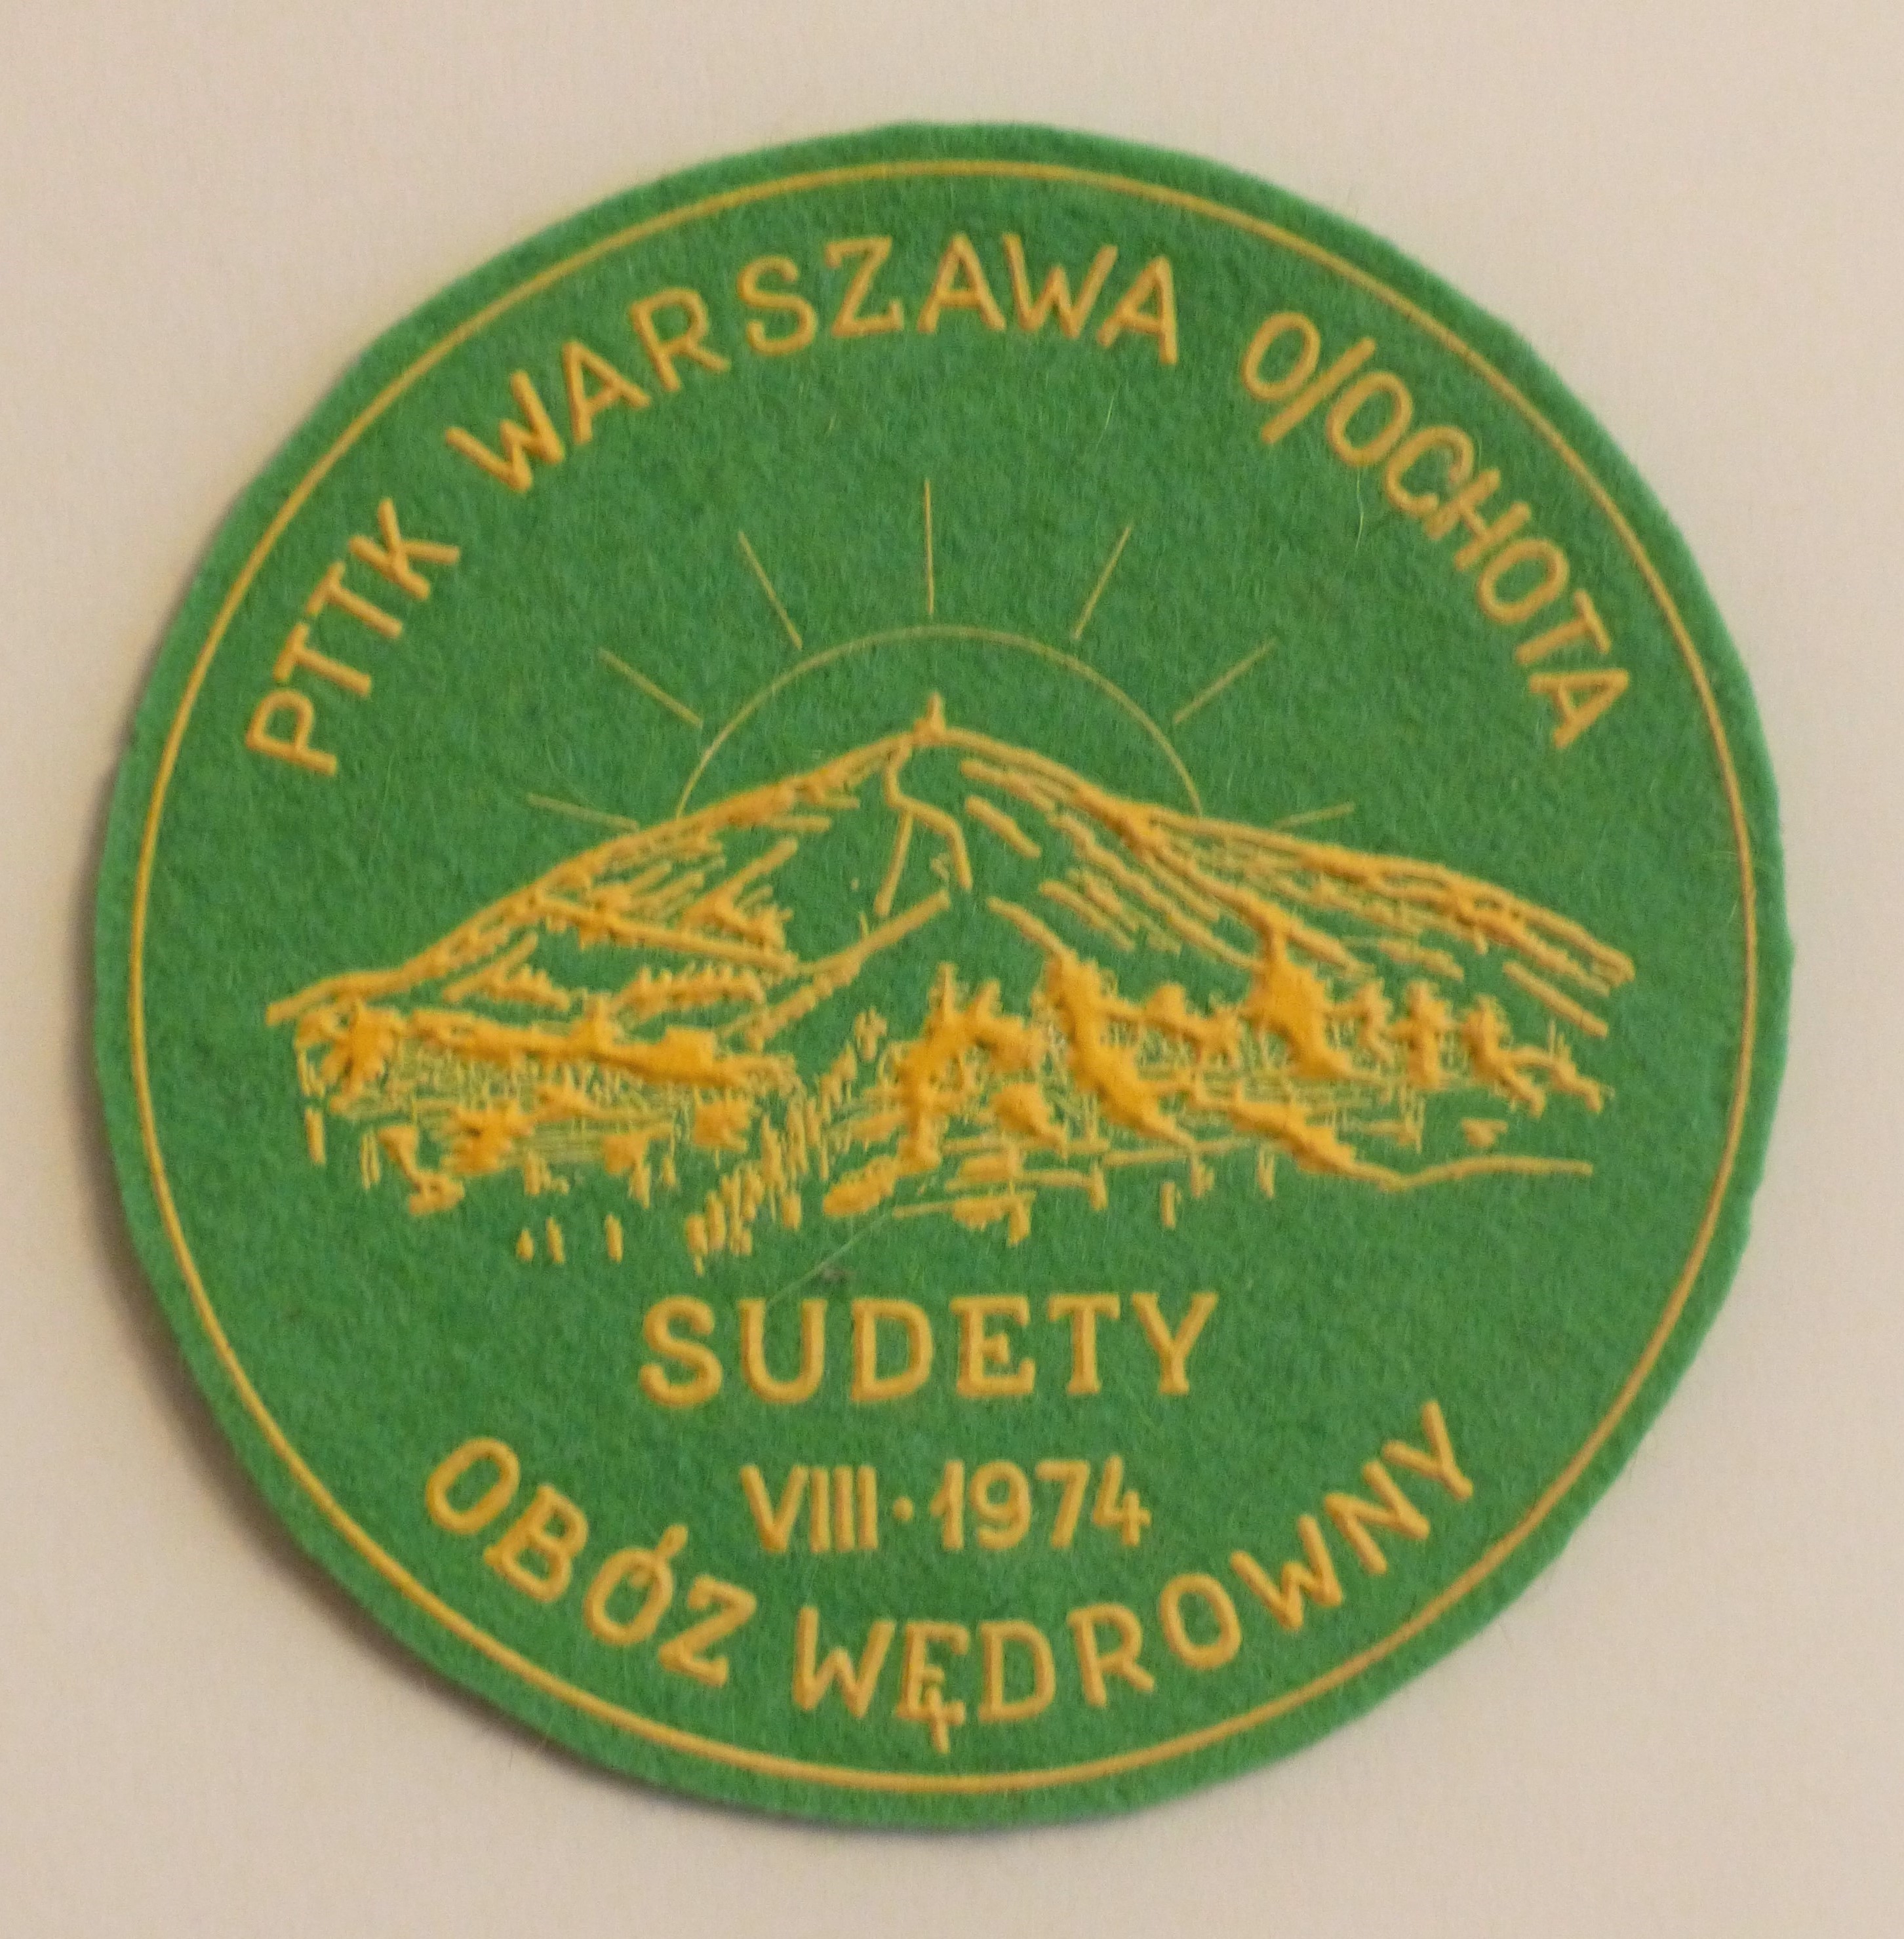 PTTK WARSZAWA O/OCHOTA
SUDETY
VIII·1974
OBÓZ WĘDROWNY